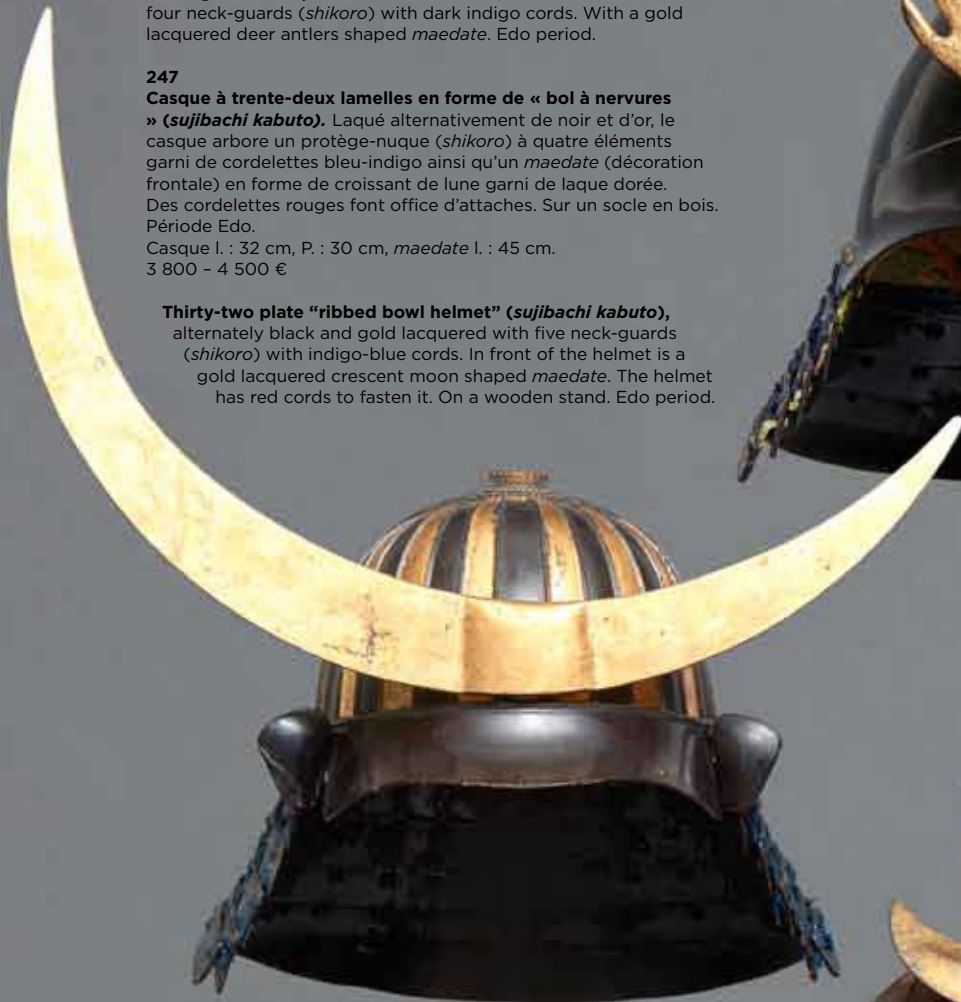 four neck-guards (shikoro) with dark indigo cords. With a gold
lacquered deer antlers shaped maedate. Edo period.
247
Casque à trente-deux lamelles en forme de « bol à nervures
» (sujibachi kabuto). Laqué alternativement de noir et d’or, le
casque arbore un protège-nuque (shikoro) à quatre éléments
garni de cordelettes bleu-indigo ainsi qu’un maedate (décoration
frontale) en forme de croissant de lune garni de laque dorée.
Des cordelettes rouges font office d’attaches. Sur un socle en bois.
Période Edo.
Casque l. : 32 cm, P. : 30 cm, maedate l. : 45 cm.
3 800 – 4 500 €
Thirty-two plate “ribbed bowl helmet” (sujibachi kabuto),
alternately black and gold lacquered with five neck-guards
(shikoro) with indigo-blue cords. In front of the helmet is a
gold lacquered crescent moon shaped maedate. The helmet
has red cords to fasten it. On a wooden stand. Edo period.